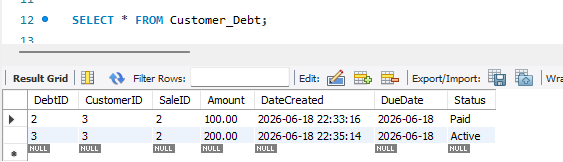 12 SELECT * FROM Customer_Debt;
13
Result Grid Filter Rows: Edit: Export/Import: Wra
DebtID CustomerID SaleID Amount DateCreated DueDate Status
2 3 2 100.00 2026-06-18 22:33:16 2026-06-18 Paid
3 3 2 200.00 2026-06-18 22:35:14 2026-06-18 Active
NULL NULL NULL NULL NULL NULL NULL